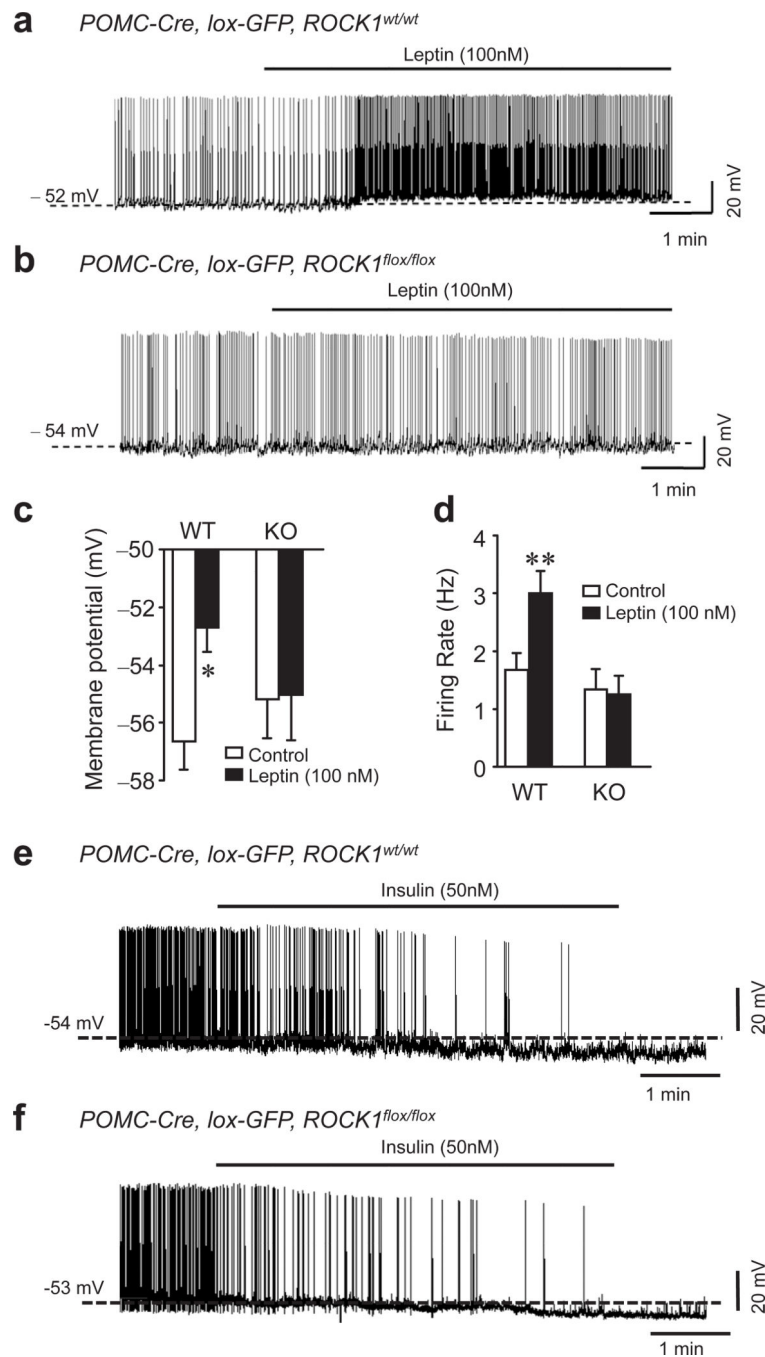 a POMC-Cre, lox-GFP, ROCK1wt/wt
Leptin (100nM)
– 52 mV
20 mV
1 min
b POMC-Cre, lox-GFP, ROCK1flox/flox
Leptin (100nM)
– 54 mV
20 mV
1 min
c
WT KO
Membrane potential (mV)
–50
–52
–54
–56
–58
*
Control
Leptin (100 nM)
d
Firing Rate (Hz)
4
3
2
1
0
**
Control
Leptin (100 nM)
WT KO
e POMC-Cre, lox-GFP, ROCK1wt/wt
Insulin (50nM)
-54 mV
20 mV
1 min
f POMC-Cre, lox-GFP, ROCK1flox/flox
Insulin (50nM)
-53 mV
20 mV
1 min